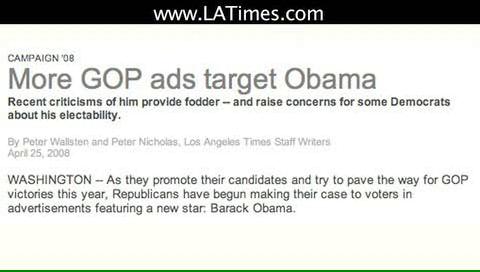 www.LATimes.com
CAMPAIGN '08
More GOP ads target Obama
Recent criticisms of him provide fodder -- and raise concerns for some Democrats
about his electability.
By Peter Wallsten and Peter Nicholas, Los Angeles Times Staff Writers
April 25, 2008
WASHINGTON -- As they promote their candidates and try to pave the way for GOP
victories this year, Republicans have begun making their case to voters in
advertisements featuring a new star: Barack Obama.